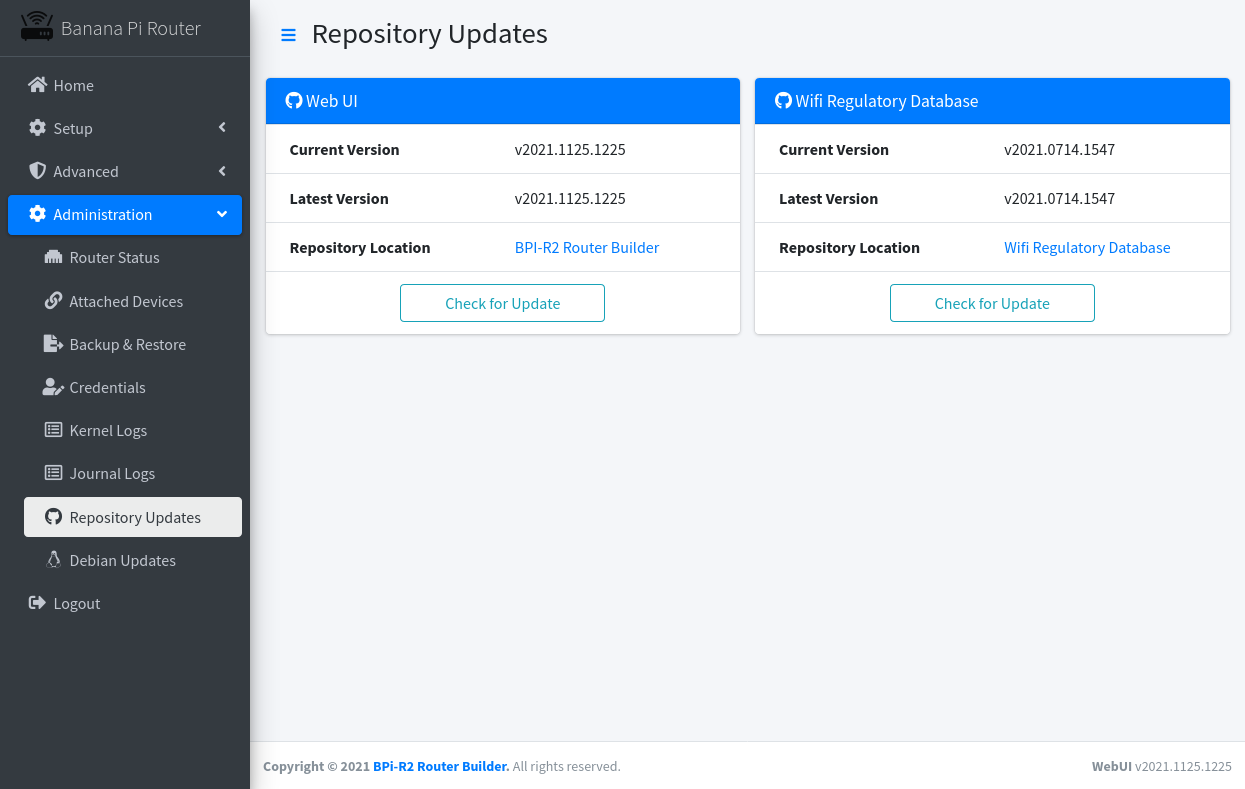 Banana Pi Router
Home
Setup
Advanced
Administration
Router Status
Attached Devices
Backup & Restore
Credentials
Kernel Logs
Journal Logs
Repository Updates
Debian Updates
Logout
Repository Updates
Web UI
Current Version v2021.1125.1225
Latest Version v2021.1125.1225
Repository Location BPI-R2 Router Builder
Check for Update
Wifi Regulatory Database
Current Version v2021.0714.1547
Latest Version v2021.0714.1547
Repository Location Wifi Regulatory Database
Check for Update
Copyright © 2021 BPi-R2 Router Builder. All rights reserved.
WebUI v2021.1125.1225